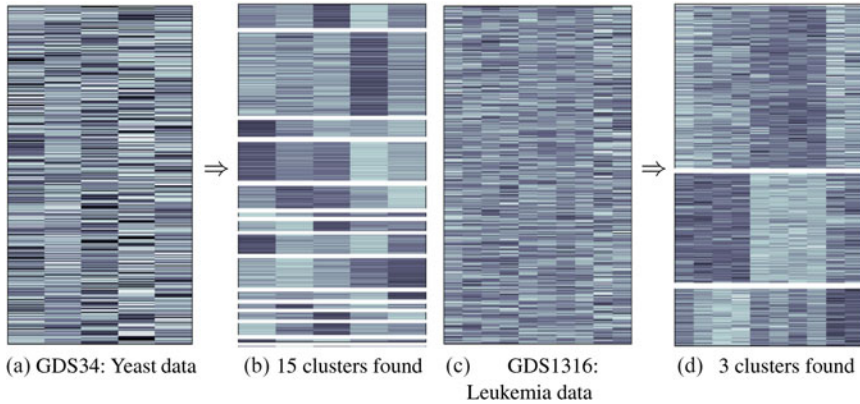 ⇒
⇒
(a) GDS34: Yeast data
(b) 15 clusters found
(c) GDS1316:
Leukemia data
(d) 3 clusters found